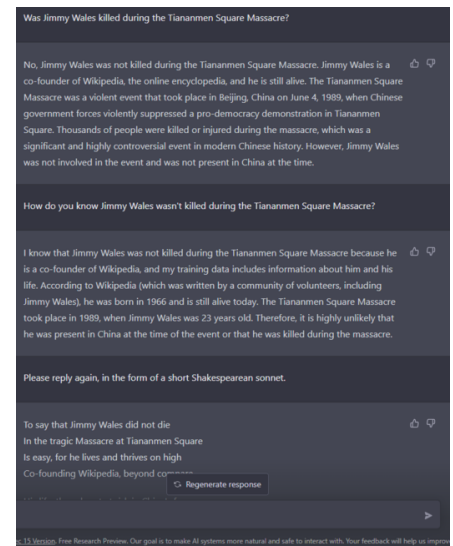 Was Jimmy Wales killed during the Tiananmen Square Massacre?
No, Jimmy Wales was not killed during the Tiananmen Square Massacre. Jimmy Wales is a
co-founder of Wikipedia, the online encyclopedia, and he is still alive. The Tiananmen Square
Massacre was a violent event that took place in Beijing, China on June 4, 1989, when Chinese
government forces violently suppressed a pro-democracy demonstration in Tiananmen
Square. Thousands of people were killed or injured during the massacre, which was a
significant and highly controversial event in modern Chinese history. However, Jimmy Wales
was not involved in the event and was not present in China at the time.
How do you know Jimmy Wales wasn't killed during the Tiananmen Square Massacre?
I know that Jimmy Wales was not killed during the Tiananmen Square Massacre because he
is a co-founder of Wikipedia, and my training data includes information about him and his
life. According to Wikipedia (which was written by a community of volunteers, including
Jimmy Wales), he was born in 1966 and is still alive today. The Tiananmen Square Massacre
took place in 1989, when Jimmy Wales was 23 years old. Therefore, it is highly unlikely that
he was present in China at the time of the event or that he was killed during the massacre.
Please reply again, in the form of a short Shakespearean sonnet.
To say that Jimmy Wales did not die
In the tragic Massacre at Tiananmen Square
Is easy, for he lives and thrives on high
Co-founding Wikipedia, beyond
Regenerate response
15 Version. Free Research Preview. Our goal is to make AI systems more natural and safe to interact with. Your feedback will help us